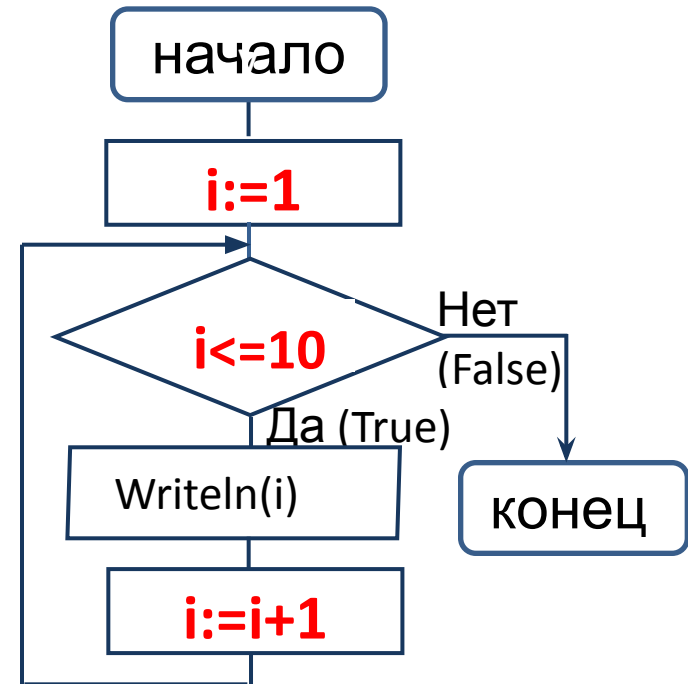 начало
i:=1
i<=10
Нет
(False)
Да (True)
Writeln(i)
конец
i:=i+1